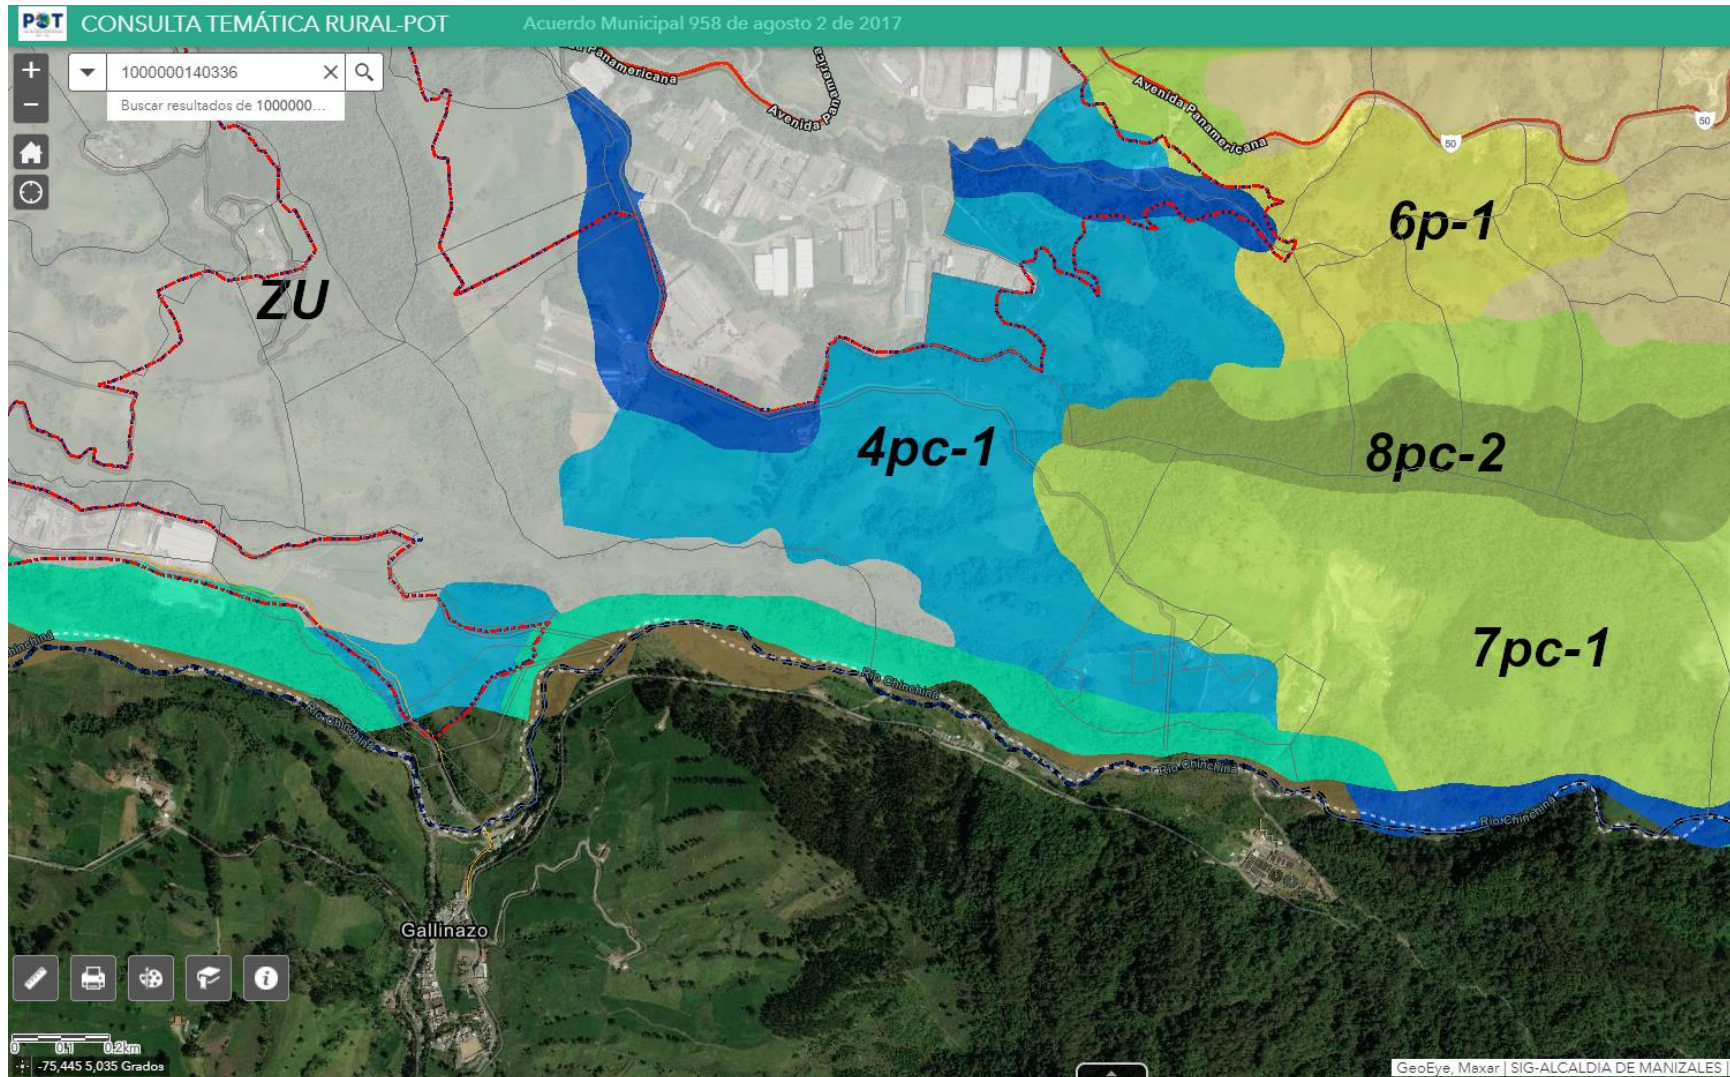 POT
CONSULTA TEMÁTICA RURAL-POT
Acuerdo Municipal 958 de agosto 2 de 2017
1000000140336
Buscar resultados de 1000000...
Panamericana
Avenida Pan
Avenida Panamericana
50
50
6p-1
ZU
4pc-1
8pc-2
7pc-1
Río Chinchiná
Río Chinchiná
Río Chinchiná
Río Chinchiná
Gallinazo
0 0.1 0.2km
-75,445 5,035 Grados
GeoEye, Maxar | SIG-ALCALDIA DE MANIZALES |